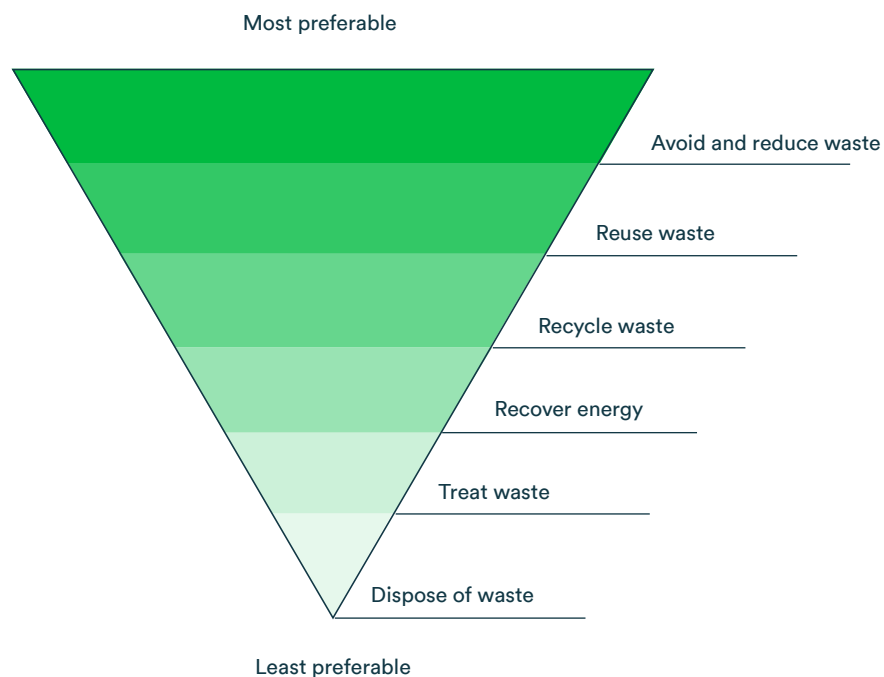 Most preferable
Avoid and reduce waste
Reuse waste
Recycle waste
Recover energy
Treat waste
Dispose of waste
Least preferable